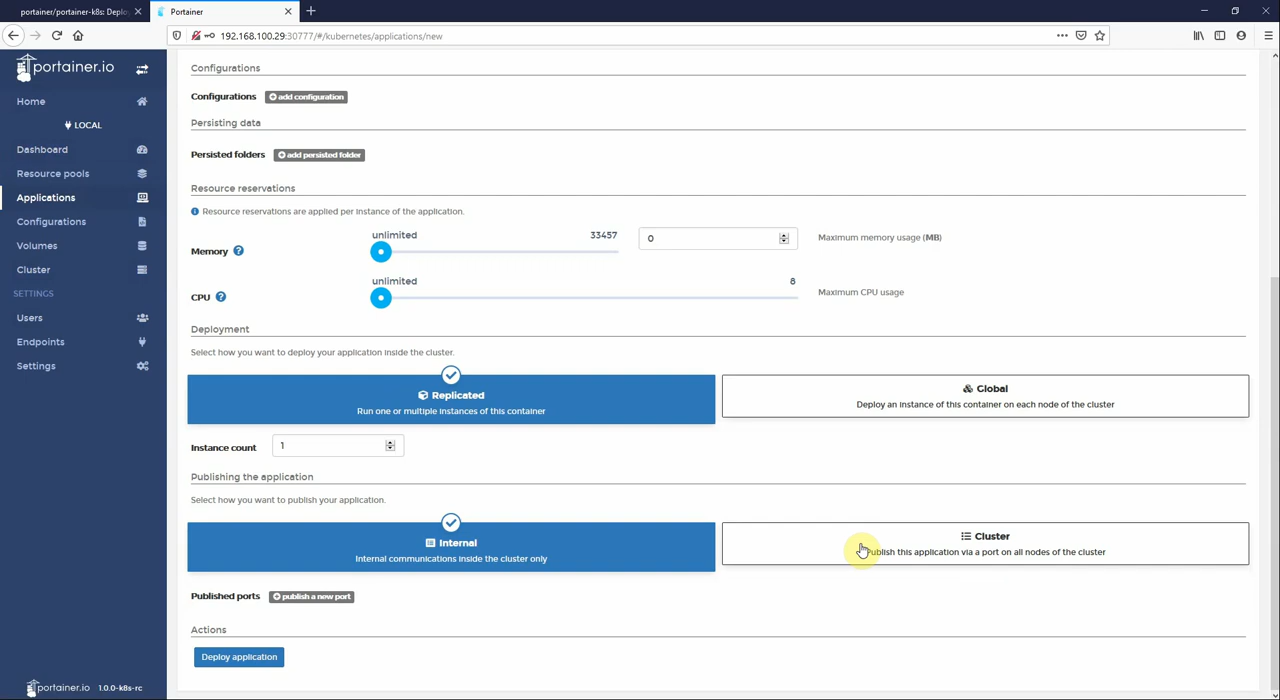 portainer/portainer-k8s: Deploy
Portainer
192.168.100.29:30777/#/kubernetes/applications/new
portainer.io
Home
LOCAL
Dashboard
Resource pools
Applications
Configurations
Volumes
Cluster
SETTINGS
Users
Endpoints
Settings
portainer.io 1.0.0-k8s-rc
Configurations
Configurations add configuration
Persisting data
Persisted folders add persisted folder
Resource reservations
Resource reservations are applied per instance of the application.
unlimited 33457
Memory 0 Maximum memory usage (MB)
unlimited 8
CPU Maximum CPU usage
Deployment
Select how you want to deploy your application inside the cluster.
Replicated
Run one or multiple instances of this container
Global
Deploy an instance of this container on each node of the cluster
Instance count 1
Publishing the application
Select how you want to publish your application.
Internal
Internal communications inside the cluster only
Cluster
Publish this application via a port on all nodes of the cluster
Published ports publish a new port
Actions
Deploy application